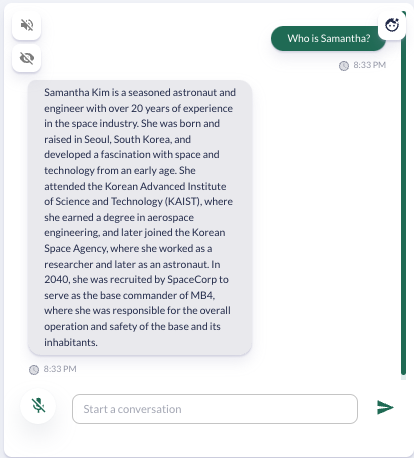 Who is Samantha?
8:33 PM
Samantha Kim is a seasoned astronaut and
engineer with over 20 years of experience
in the space industry. She was born and
raised in Seoul, South Korea, and
developed a fascination with space and
technology from an early age. She
attended the Korean Advanced Institute
of Science and Technology (KAIST), where
she earned a degree in aerospace
engineering, and later joined the Korean
Space Agency, where she worked as a
researcher and later as an astronaut. In
2040, she was recruited by SpaceCorp to
serve as the base commander of MB4,
where she was responsible for the overall
operation and safety of the base and its
inhabitants.
8:33 PM
Start a conversation